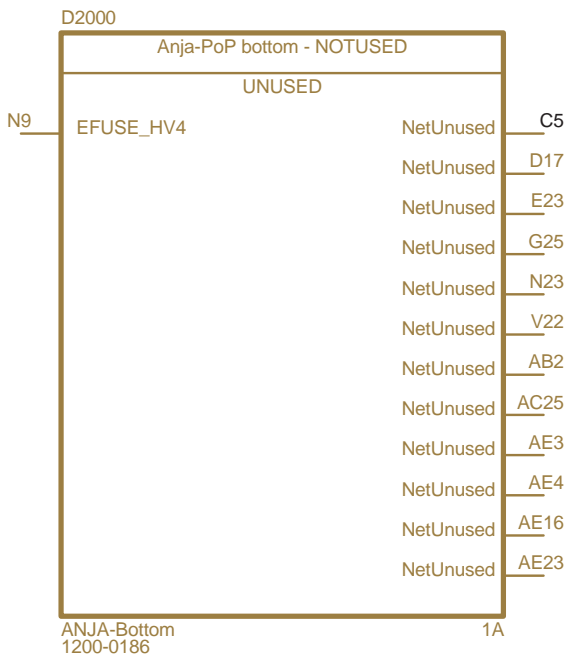 D2000
Anja-PoP bottom - NOTUSED
UNUSED
N9 EFUSE_HV4 NetUnused C5
NetUnused D17
NetUnused E23
NetUnused G25
NetUnused N23
NetUnused V22
NetUnused AB2
NetUnused AC25
NetUnused AE3
NetUnused AE4
NetUnused AE16
NetUnused AE23
ANJA-Bottom 1A
1200-0186